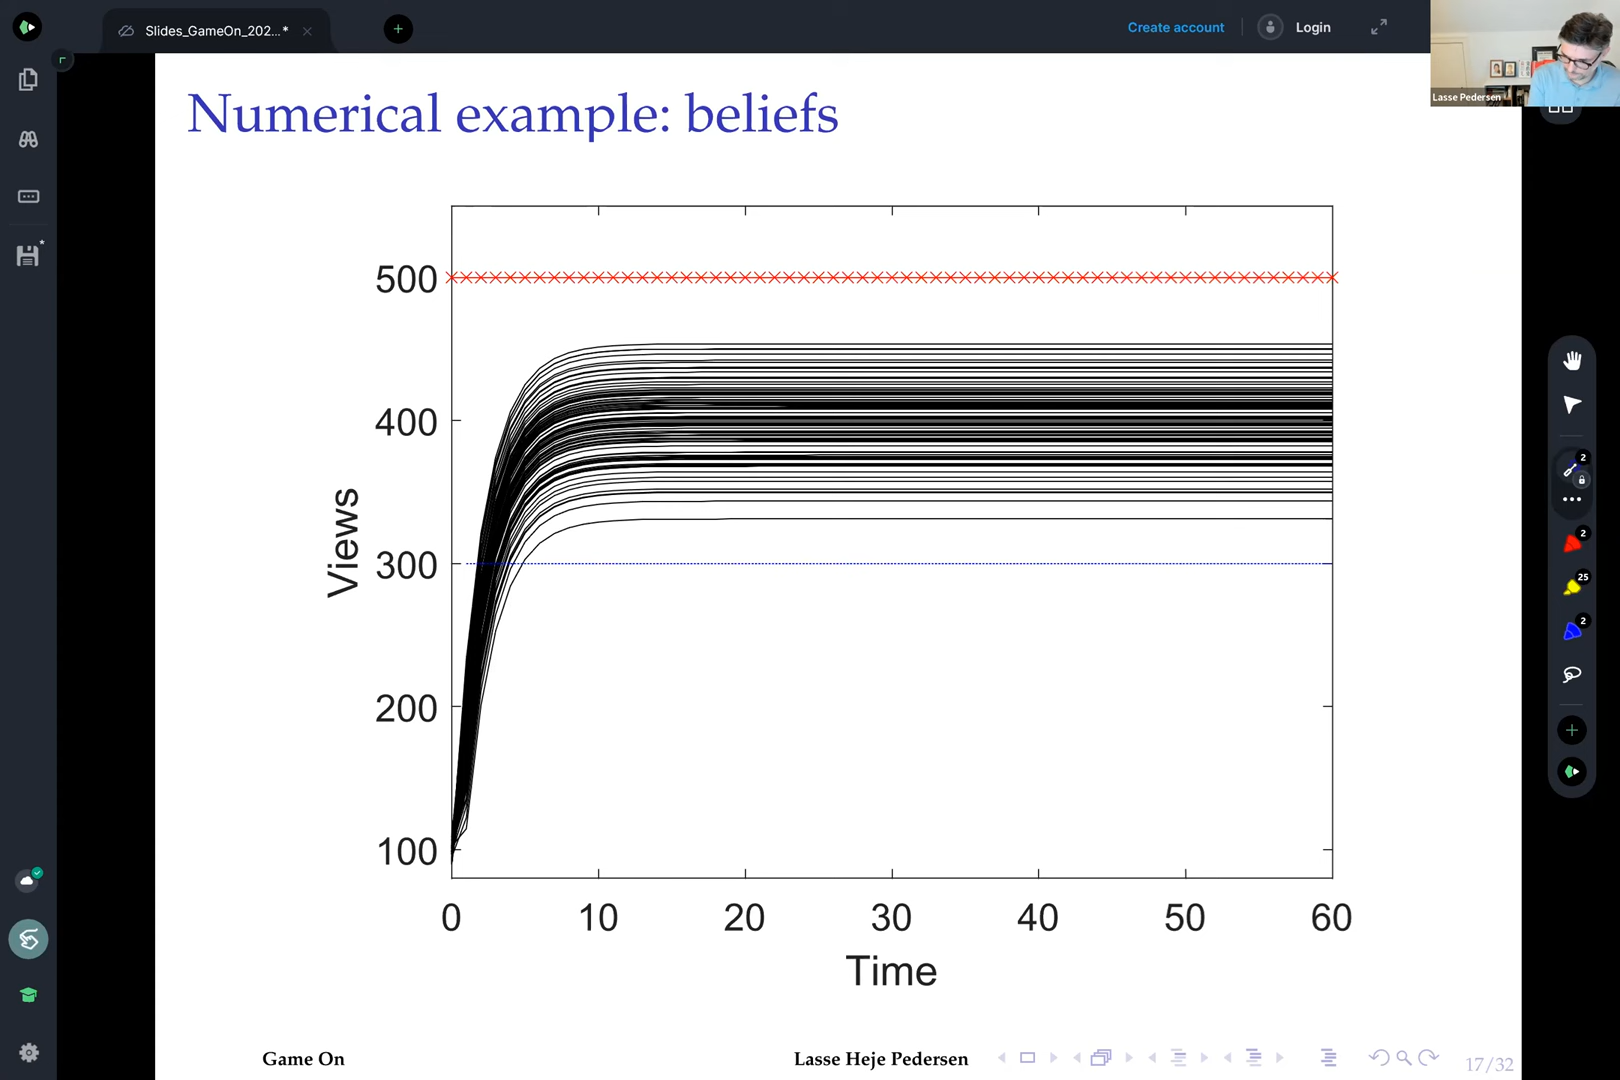 Slides_GameOn_202...*
Create account
Login
Lasse Pedersen
Numerical example: beliefs
500
400
300
200
100
Views
0 10 20 30 40 50 60
Time
2
2
25
2
Game On
Lasse Heje Pedersen
17/32